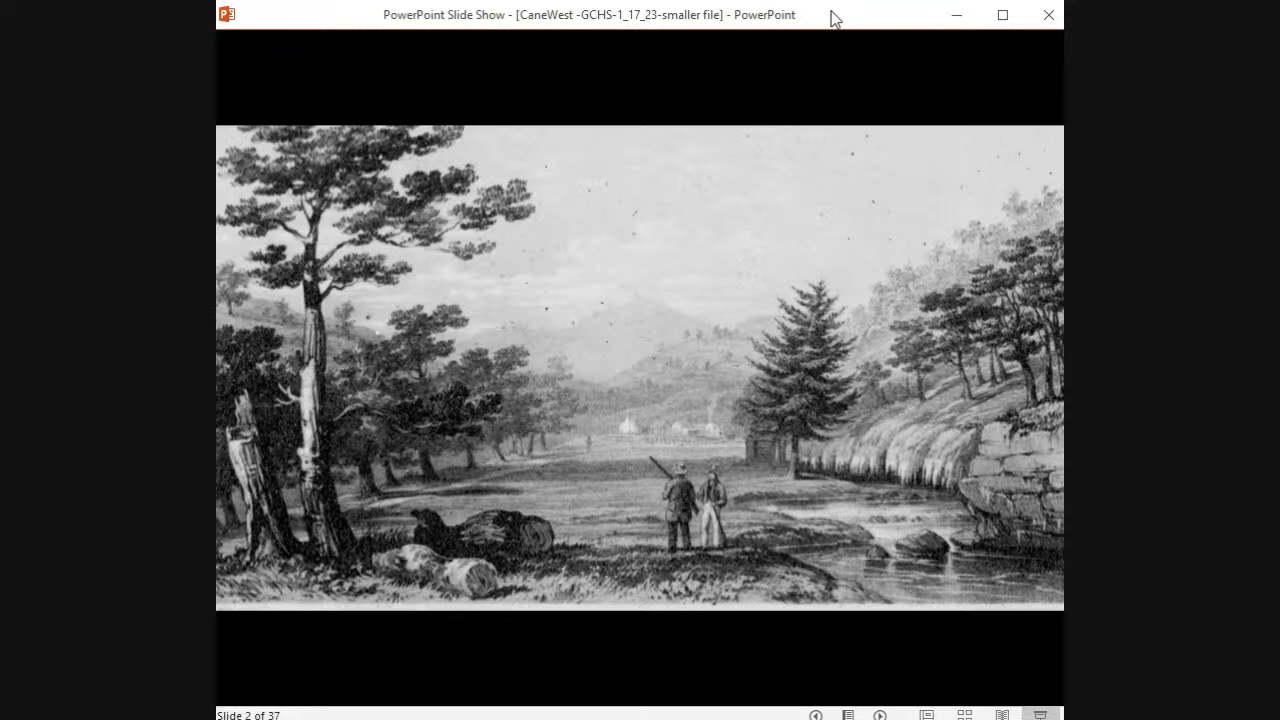 PowerPoint Slide Show - [CaneWest -GCHS-1_17_23-smaller file] - PowerPoint
Slide 2 of 37